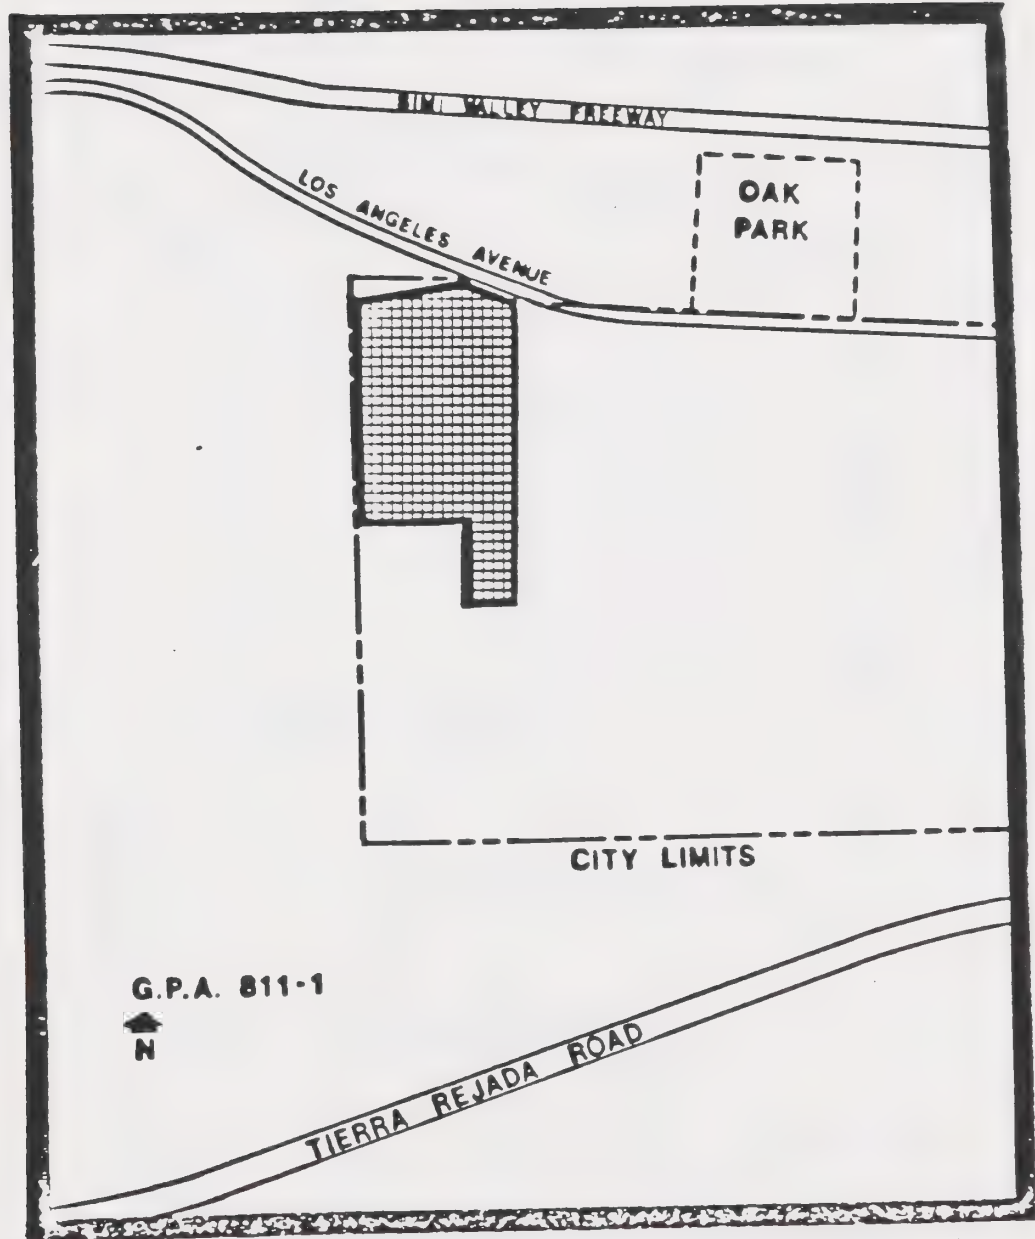 SIMI VALLEY FREEWAY
LOS ANGELES AVENUE
OAK
PARK
CITY LIMITS
G.P.A. 811-1
N
TIERRA REJADA ROAD